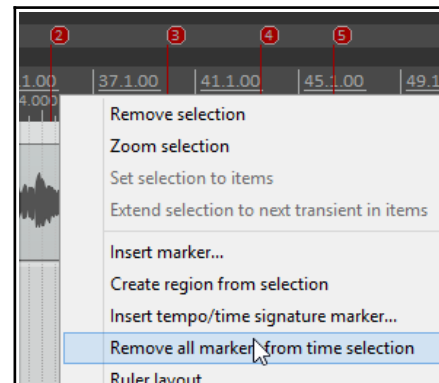 2 3 4 5
1.00 37.1.00 41.1.00 45.1.00 49.1
4.000
Remove selection
Zoom selection
Set selection to items
Extend selection to next transient in items
Insert marker...
Create region from selection
Insert tempo/time signature marker...
Remove all markers from time selection
Ruler layout